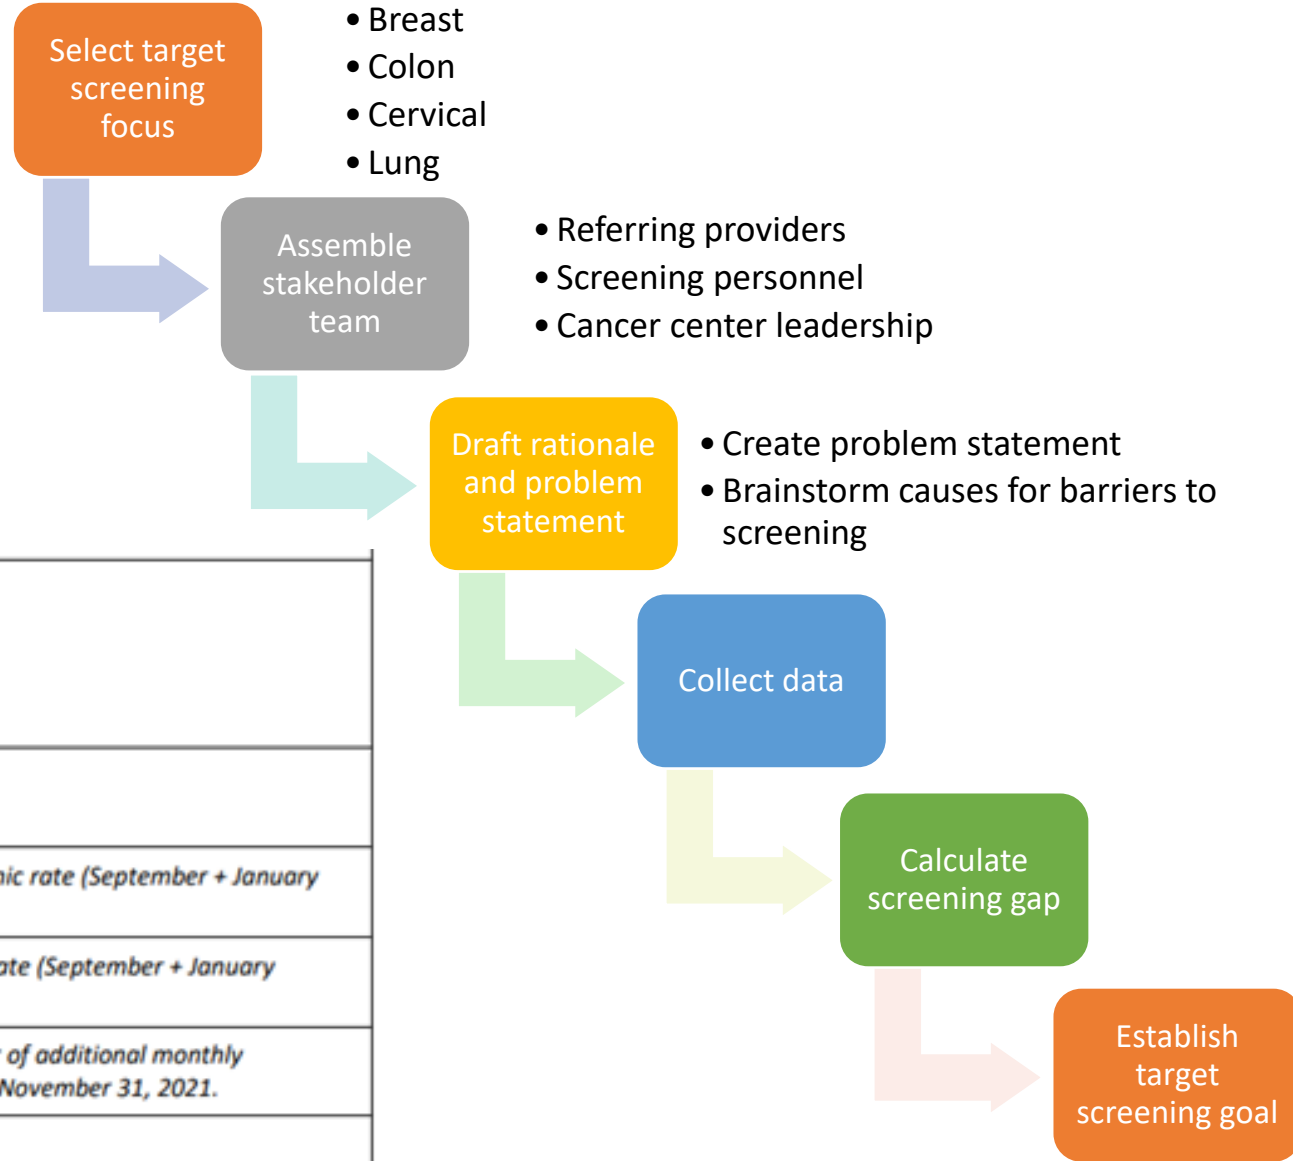 Select target
screening
focus
• Breast
• Colon
• Cervical
• Lung
Assemble
stakeholder
team
• Referring providers
• Screening personnel
• Cancer center leadership
Draft rationale
and problem
statement
• Create problem statement
• Brainstorm causes for barriers to
screening
Collect data
Calculate
screening gap
Establish
target
screening goal
rate (September + January
(September + January
of additional monthly
November 31, 2021.